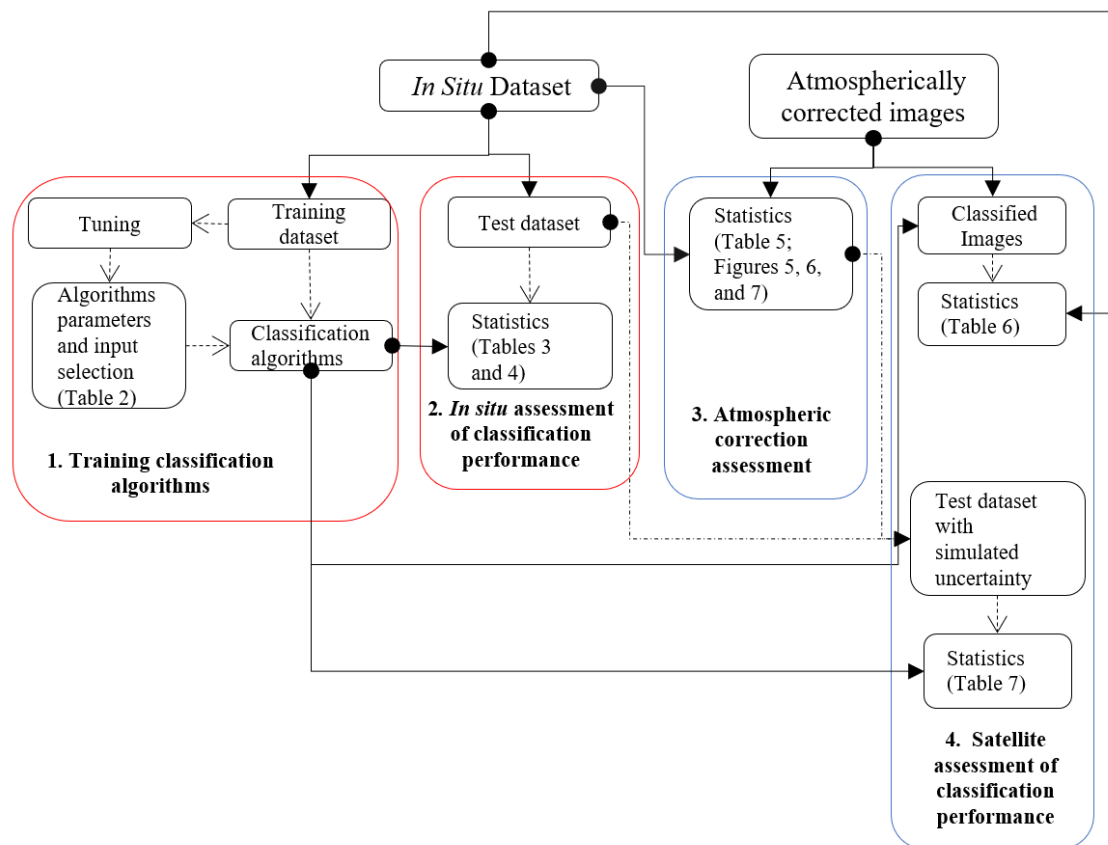 In Situ Dataset
Atmospherically
corrected images
Tuning
Training
dataset
Algorithms
parameters
and input
selection
(Table 2)
Classification
algorithms
1. Training classification
algorithms
Test dataset
Statistics
(Tables 3
and 4)
2. In situ assessment
of classification
performance
Statistics
(Table 5;
Figures 5, 6,
and 7)
3. Atmospheric
correction
assessment
Classified
Images
Statistics
(Table 6)
Test dataset
with
simulated
uncertainty
Statistics
(Table 7)
4. Satellite
assessment of
classification
performance